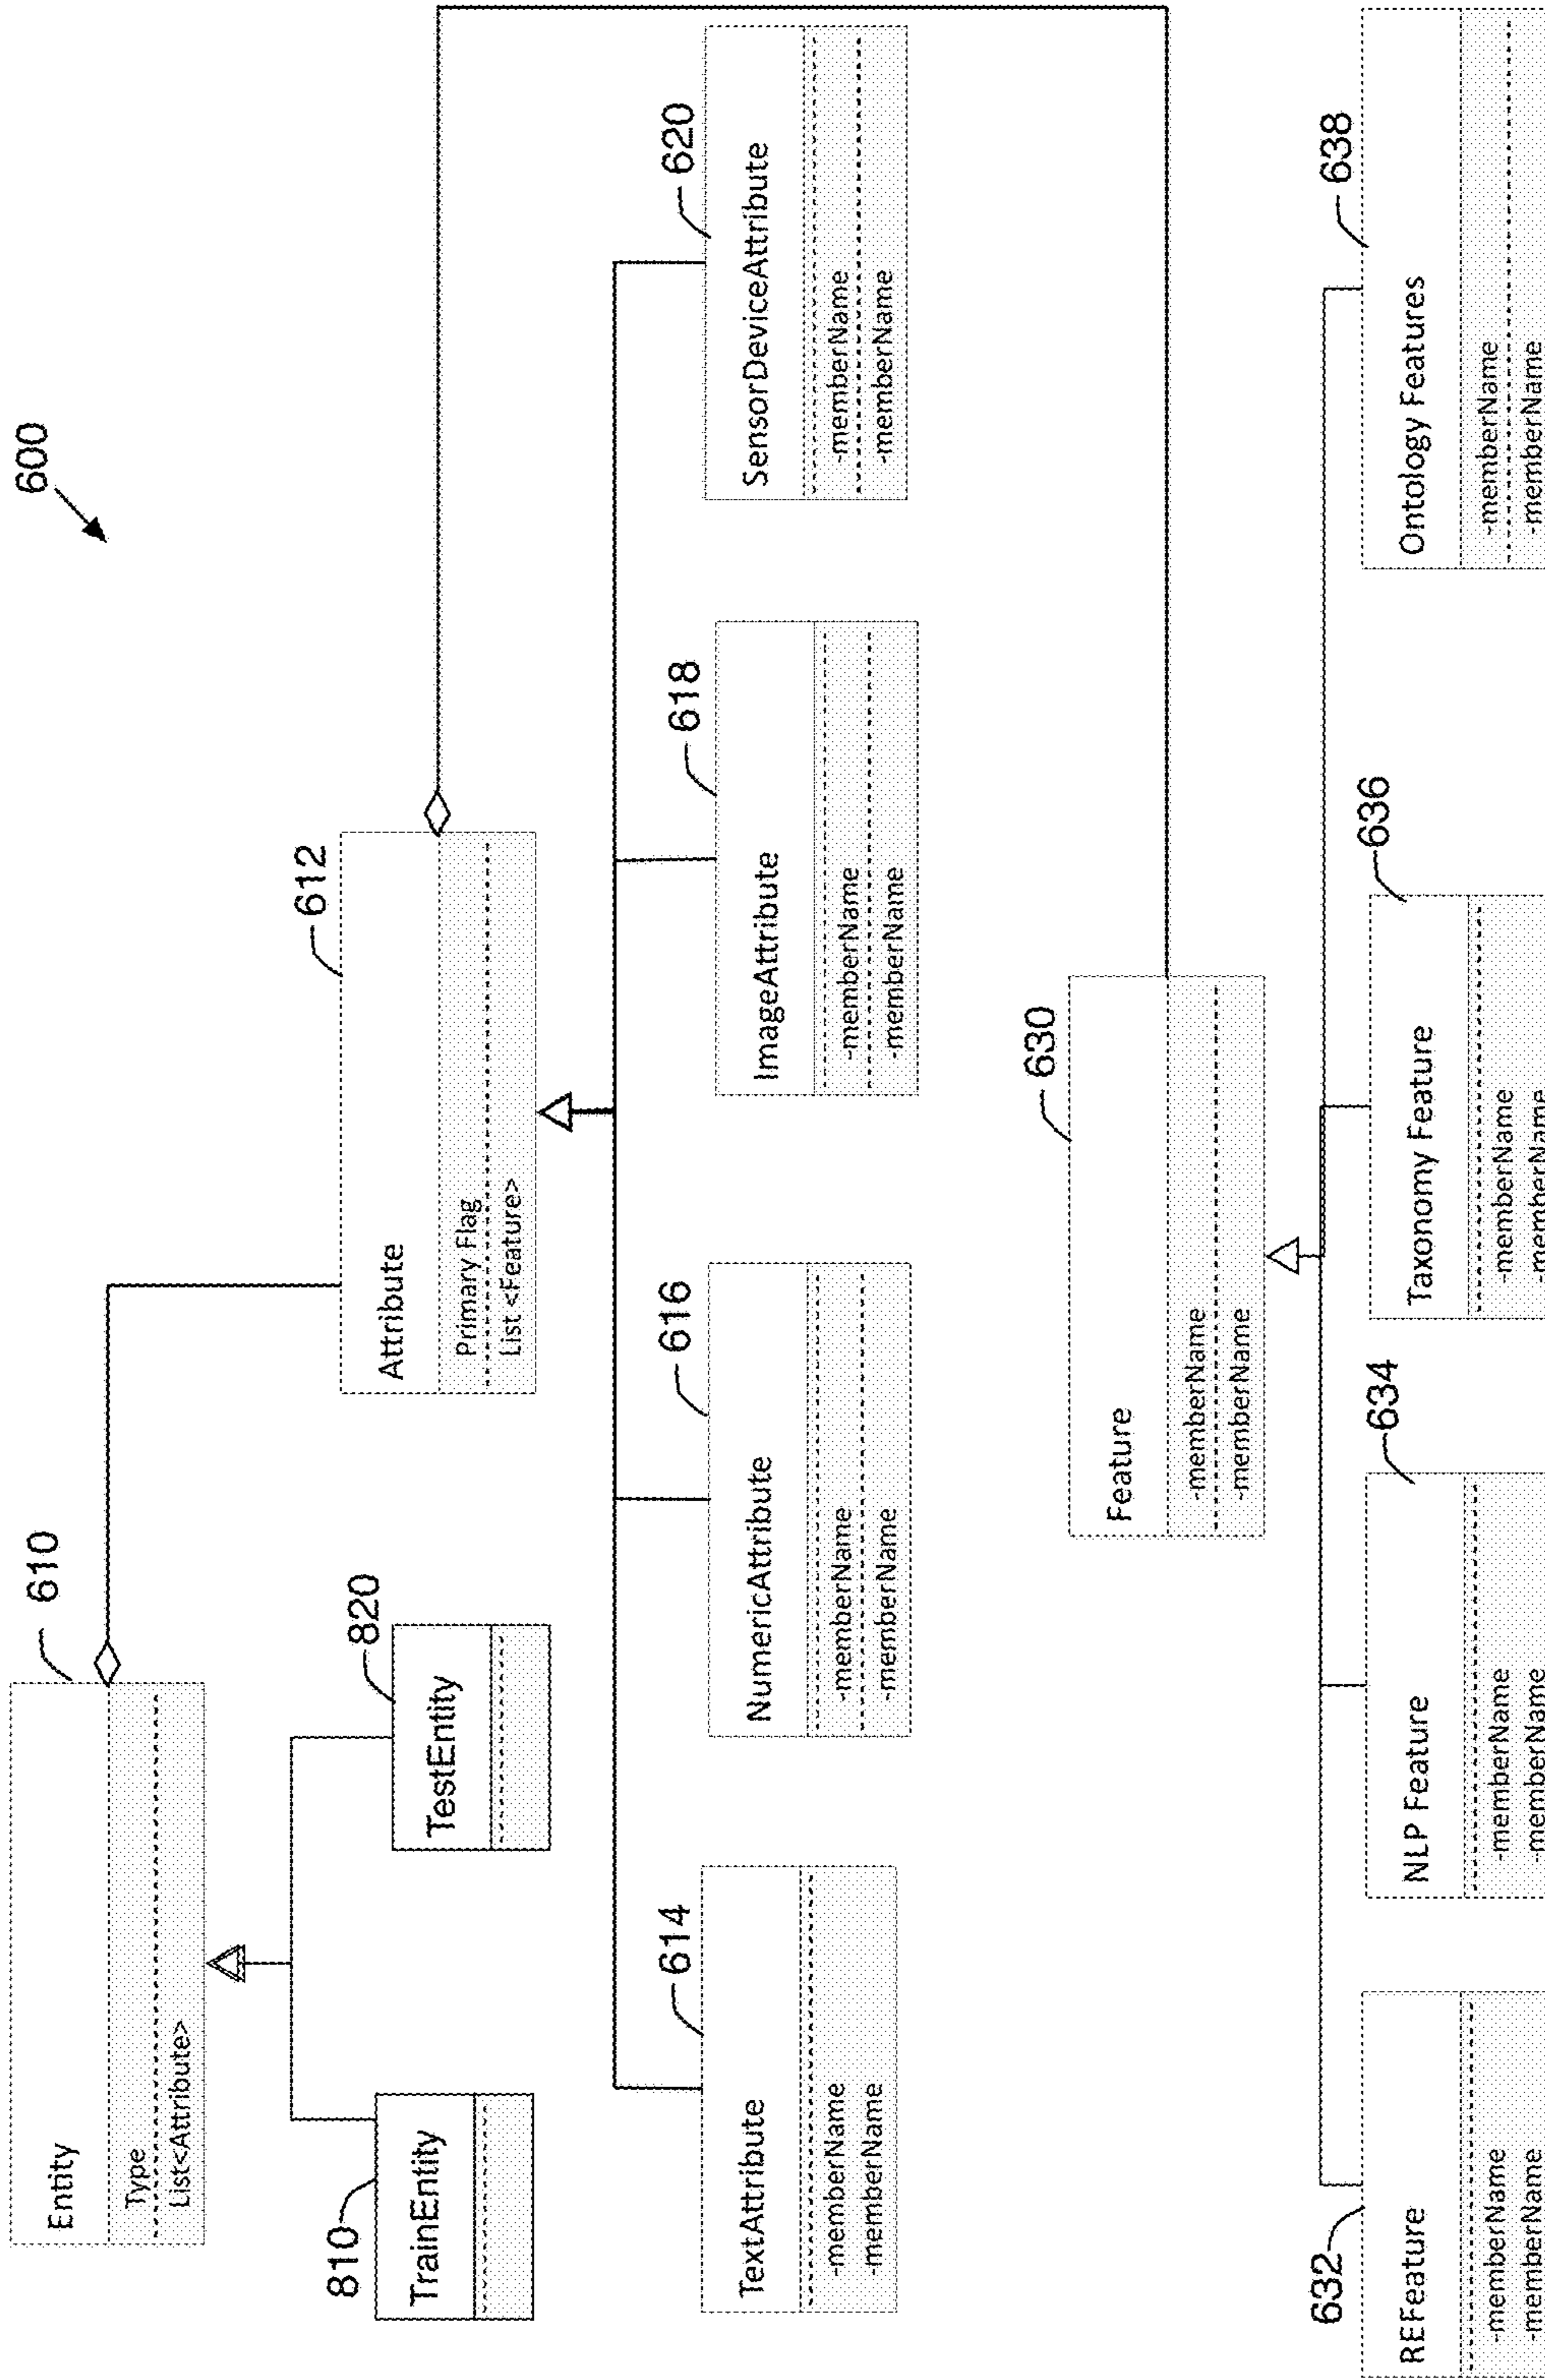 600
610
Entity
Type
List<Attribute>
810
TrainEntity
820
TestEntity
612
Attribute
Primary Flag
List <Feature>
614
TextAttribute
-memberName
-memberName
616
NumericAttribute
-memberName
-memberName
618
ImageAttribute
-memberName
-memberName
620
SensorDeviceAttribute
-memberName
-memberName
630
Feature
-memberName
-memberName
632
REFeature
-memberName
-memberName
634
NLP Feature
-memberName
-memberName
636
Taxonomy Feature
-memberName
-memberName
638
Ontology Features
-memberName
-memberName